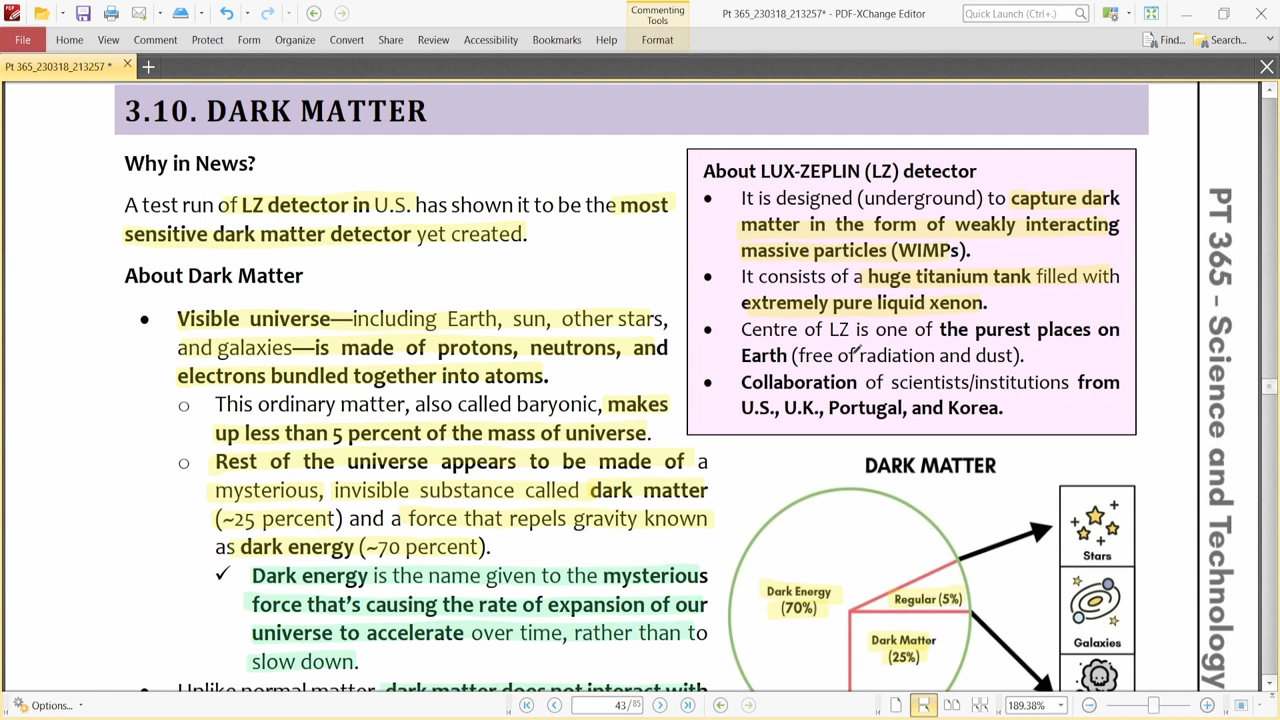 Commenting
Tools
Pt 365_230318_213257* - PDF-XChange Editor
Quick Launch (Ctrl+.)
File Home View Comment Protect Form Organize Convert Share Review Accessibility Bookmarks Help Format
Find... Search...
Pt 365_230318_213257 *
3.10. DARK MATTER
Why in News?
A test run of LZ detector in U.S. has shown it to be the most
sensitive dark matter detector yet created.
About Dark Matter
● Visible universe—including Earth, sun, other stars,
and galaxies—is made of protons, neutrons, and
electrons bundled together into atoms.
○ This ordinary matter, also called baryonic, makes
up less than 5 percent of the mass of universe.
○ Rest of the universe appears to be made of a
mysterious, invisible substance called dark matter
(~25 percent) and a force that repels gravity known
as dark energy (~70 percent).
✓ Dark energy is the name given to the mysterious
force that's causing the rate of expansion of our
universe to accelerate over time, rather than to
slow down.
● Unlike normal matter, dark matter does not interact with
About LUX-ZEPLIN (LZ) detector
● It is designed (underground) to capture dark
matter in the form of weakly interacting
massive particles (WIMPs).
● It consists of a huge titanium tank filled with
extremely pure liquid xenon.
● Centre of LZ is one of the purest places on
Earth (free of radiation and dust).
● Collaboration of scientists/institutions from
U.S., U.K., Portugal, and Korea.
DARK MATTER
Dark Energy
(70%)
Regular (5%)
Dark Matter
(25%)
Stars
Galaxies
PT 365 - Science and Technology
Options...
43 / 85
189.38%